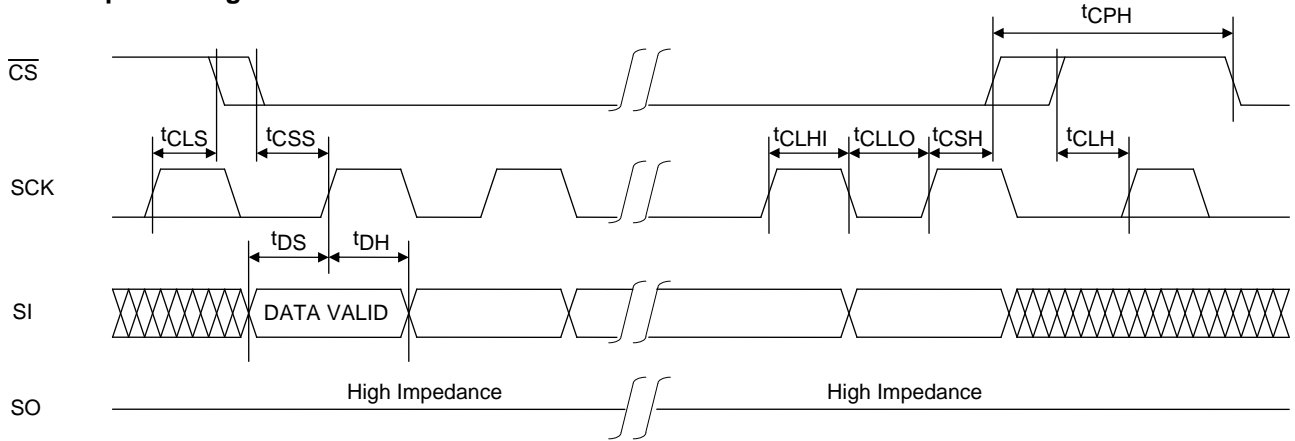 tCPH
CS
tCLS tCSS tCLHI tCLLO tCSH tCLH
SCK
tDS tDH
SI DATA VALID
High Impedance High Impedance
SO